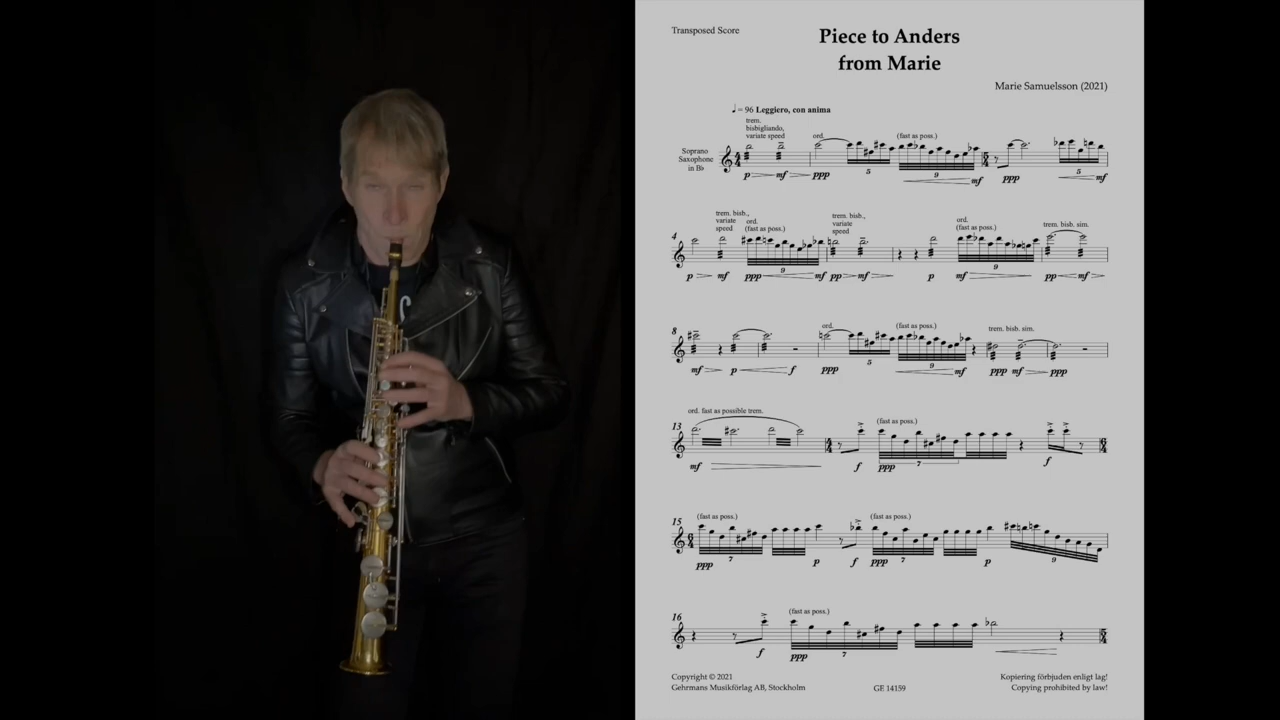 Transposed Score
Piece to Anders
from Marie
Marie Samuelsson (2021)
♩ = 96 Leggiero, con anima
trem.
bisbigliando,
variate speed
ord.
(fast as poss.)
Soprano
Saxophone
in B♭
5
9
5
p mf ppp mf ppp mf
trem. bisb.,
variate
speed
ord.
(fast as poss.)
trem. bisb.,
variate
speed
ord.
(fast as poss.)
trem. bisb. sim.
4
9
9
p mf ppp mf pp mf p mf pp mf
8
ord.
(fast as poss.)
trem. bisb. sim.
5
9
mf p f ppp mf ppp mf ppp
ord. fast as possible trem.
(fast as poss.)
13
7
mf f ppp f
(fast as poss.)
(fast as poss.)
15
7
7
9
ppp p f ppp p
(fast as poss.)
16
7
f ppp
Copyright © 2021
Gehrmans Musikförlag AB, Stockholm
GE 14159
Kopiering förbjuden enligt lag!
Copying prohibited by law!